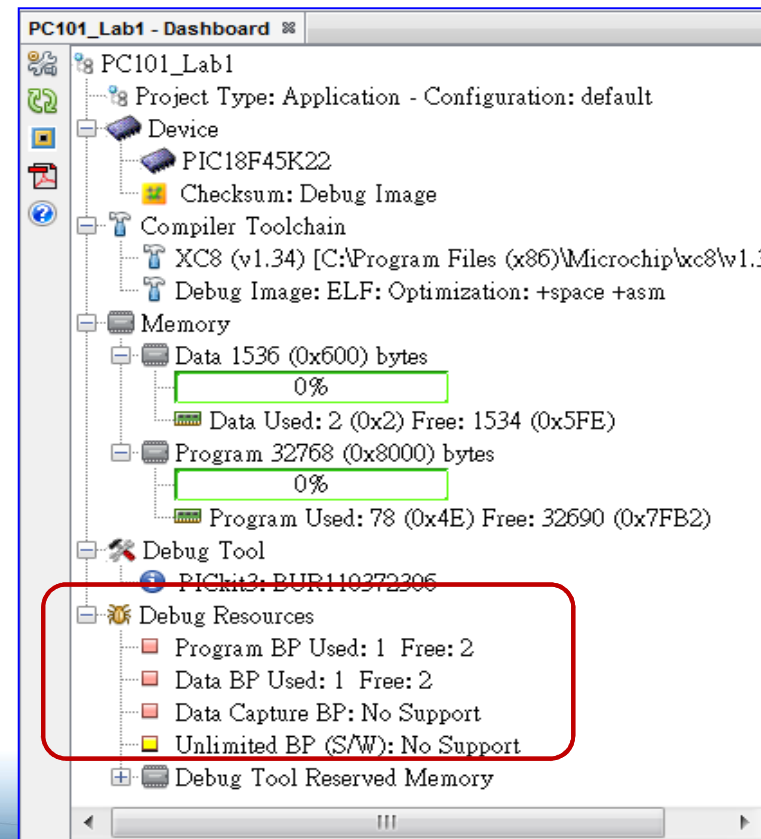 PC101_Lab1 - Dashboard
PC101_Lab1
Project Type: Application - Configuration: default
Device
PIC18F45K22
Checksum: Debug Image
Compiler Toolchain
XC8 (v1.34) [C:\Program Files (x86)\Microchip\xc8\v1.3
Debug Image: ELF: Optimization: +space +asm
Memory
Data 1536 (0x600) bytes
0%
Data Used: 2 (0x2) Free: 1534 (0x5FE)
Program 32768 (0x8000) bytes
0%
Program Used: 78 (0x4E) Free: 32690 (0x7FB2)
Debug Tool
PICkit3: BUR110372306
Debug Resources
Program BP Used: 1 Free: 2
Data BP Used: 1 Free: 2
Data Capture BP: No Support
Unlimited BP (S/W): No Support
Debug Tool Reserved Memory